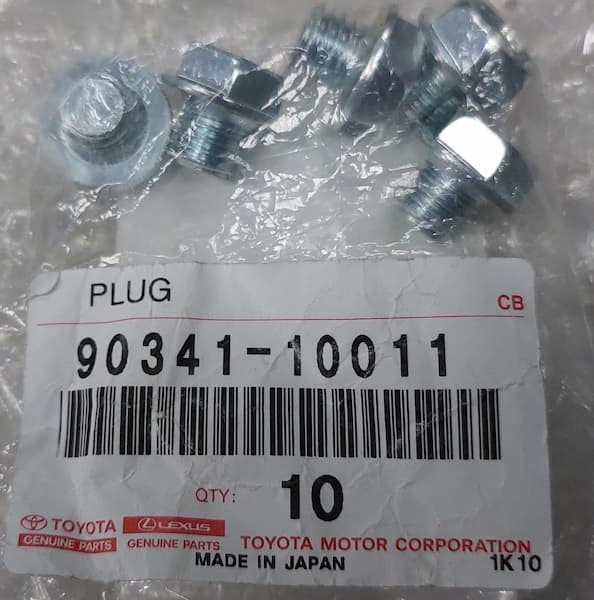 PLUG
CB
90341-10011
QTY: 10
TOYOTA LEXUS
GENUINE PARTS GENUINE PARTS TOYOTA MOTOR CORPORATION
MADE IN JAPAN 1K10